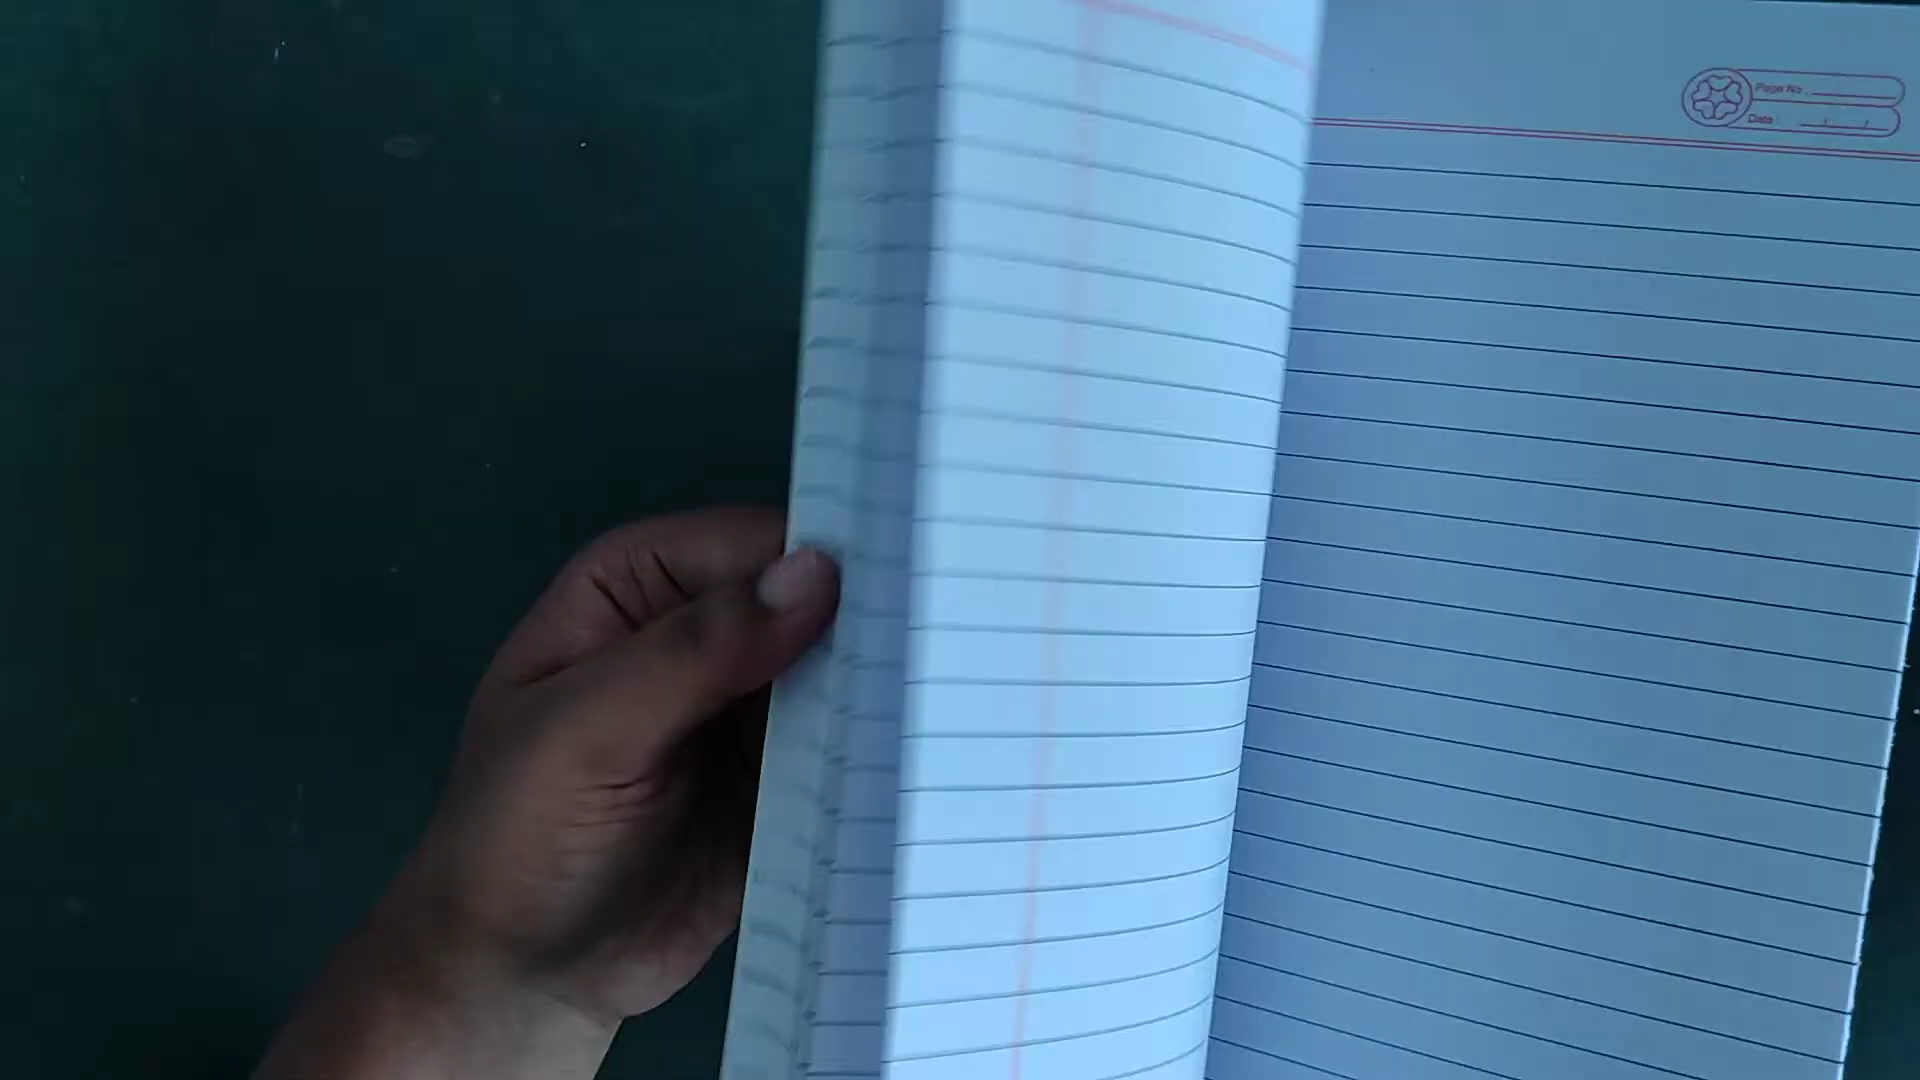 Page No :
Date : / /